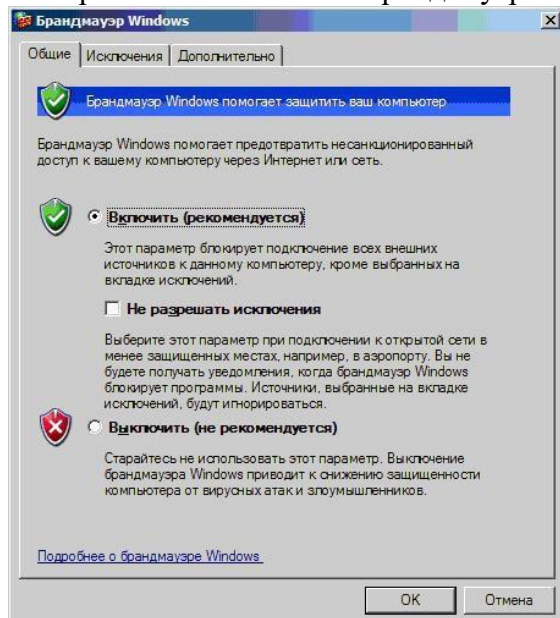 Брандмауэр Windows
Общие Исключения Дополнительно
Брандмауэр Windows помогает защитить ваш компьютер
Брандмауэр Windows помогает предотвратить несанкционированный
доступ к вашему компьютеру через Интернет или сеть.
Включить (рекомендуется)
Этот параметр блокирует подключение всех внешних
источников к данному компьютеру, кроме выбранных на
вкладке исключений.
Не разрешать исключения
Выберите этот параметр при подключении к открытой сети в
менее защищенных местах, например, в аэропорту. Вы не
будете получать уведомления, когда брандмауэр Windows
блокирует программы. Источники, выбранные на вкладке
исключений, будут игнорироваться.
Выключить (не рекомендуется)
Старайтесь не использовать этот параметр. Выключение
брандмауэра Windows приводит к снижению защищенности
компьютера от вирусных атак и злоумышленников.
Подробнее о брандмауэре Windows
OK Отмена